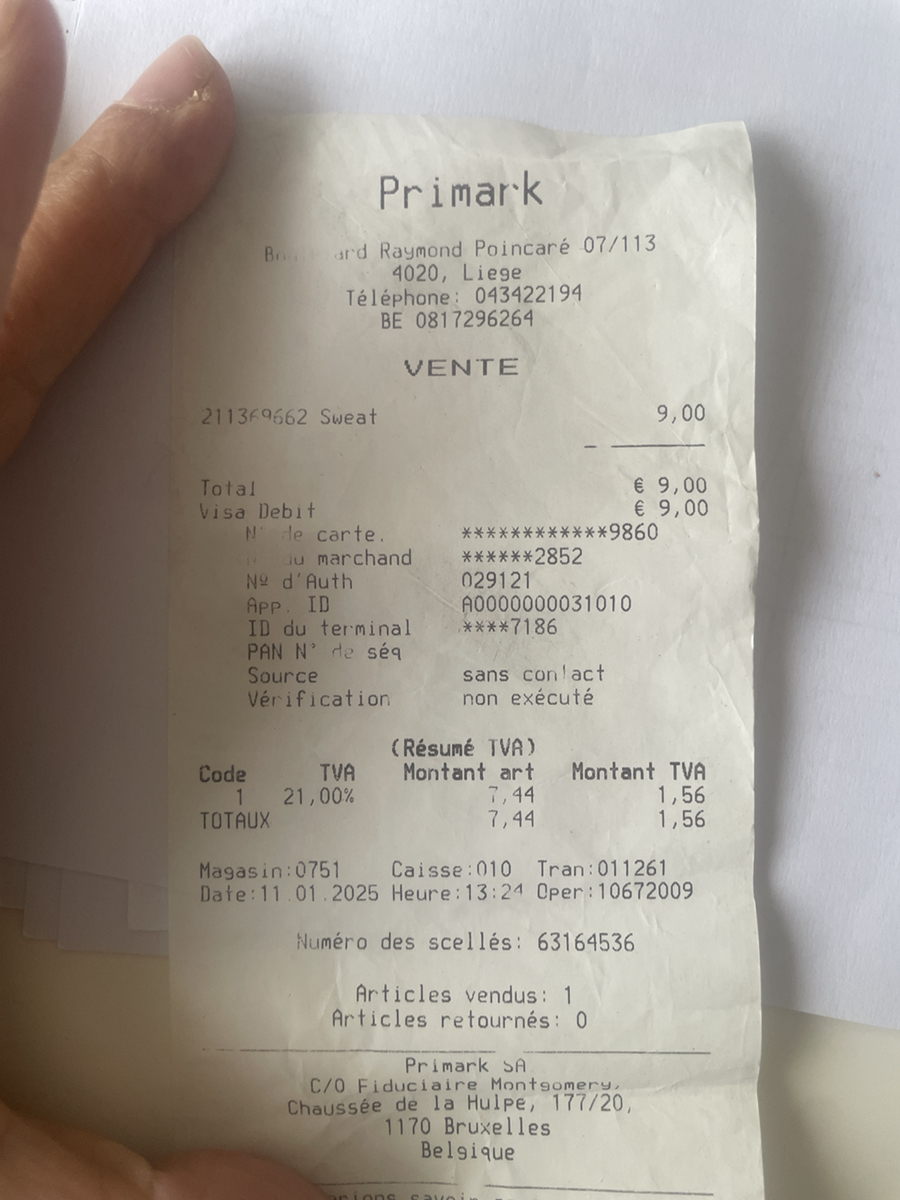 Primark
Raymond Poincaré 07/113
4020, Liege
Téléphone: 043422194
BE 0817296264
VENTE
211369662 Sweat 9,00
Total € 9,00
Visa Debit € 9,00
N° de carte. ************9860
du marchand ******2852
Nº d'Auth 029121
App. ID A0000000031010
ID du terminal ****7186
PAN N° de séq
Source sans contact
Vérification non exécuté
(Résumé TVA)
Code TVA Montant art Montant TVA
1 21,00% 7,44 1,56
TOTAUX 7,44 1,56
Magasin:0751 Caisse:010 Tran:011261
Date:11.01.2025 Heure:13:24 Oper:10672009
Numéro des scellés: 63164536
Articles vendus: 1
Articles retournés: 0
Primark SA
C/O Fiduciaire Montgomery,
Chaussée de la Hulpe, 177/20,
1170 Bruxelles
Belgique